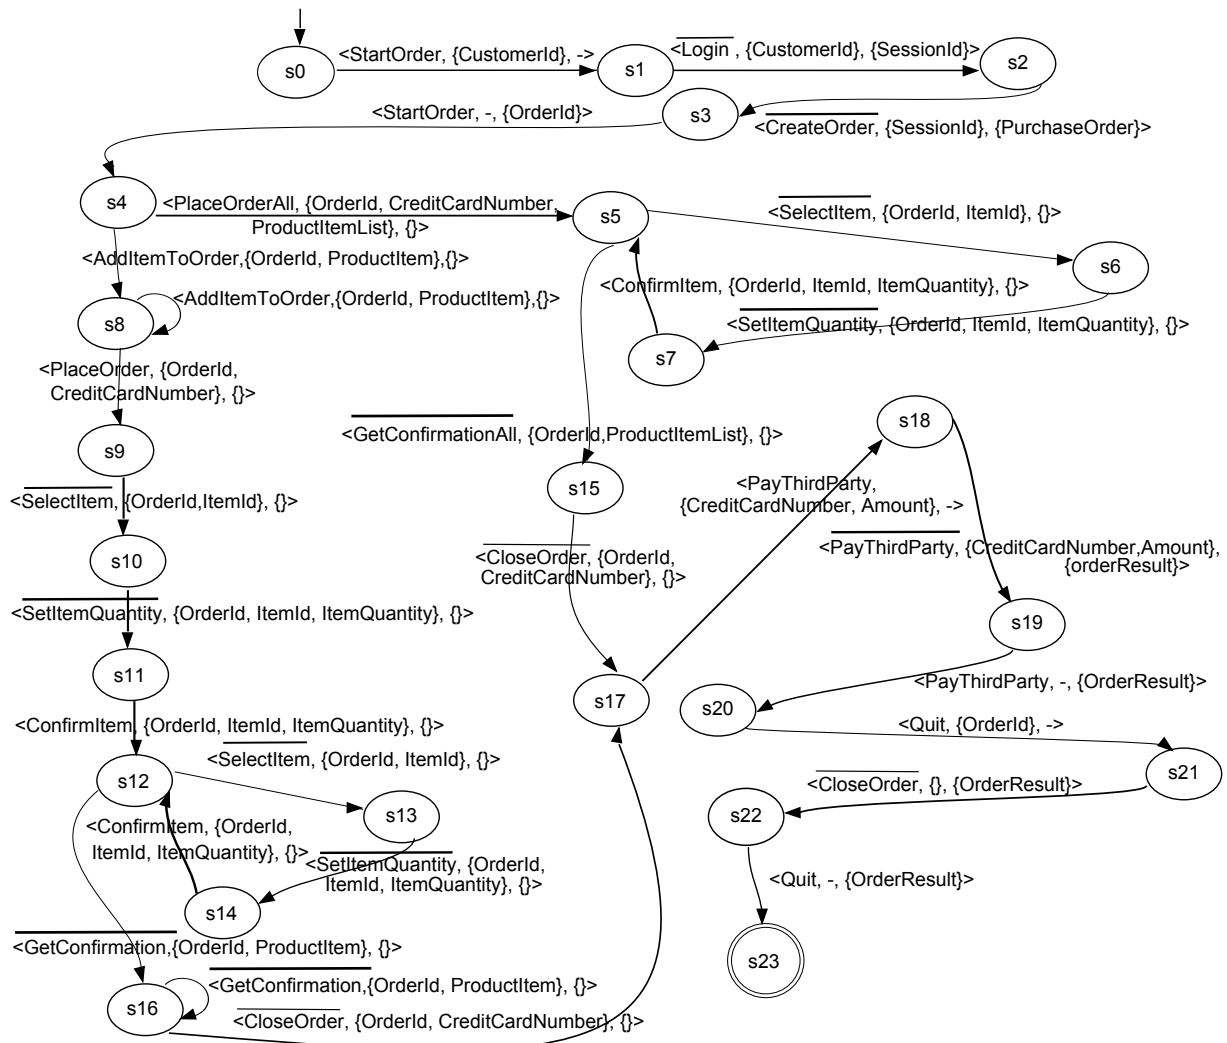 s0
<StartOrder, {CustomerId}, ->
s1
<Login , {CustomerId}, {SessionId}>
s2
<StartOrder, -, {OrderId}>
s3
<CreateOrder, {SessionId}, {PurchaseOrder}>
s4
<PlaceOrderAll, {OrderId, CreditCardNumber,
ProductItemList}, {}>
s5
<SelectItem, {OrderId, ItemId}, {}>
<AddItemToOrder,{OrderId, ProductItem},{}>
s6
<AddItemToOrder,{OrderId, ProductItem},{}>
<ConfirmItem, {OrderId, ItemId, ItemQuantity}, {}>
s8
<SetItemQuantity, {OrderId, ItemId, ItemQuantity}, {}>
s7
<PlaceOrder, {OrderId,
CreditCardNumber}, {}>
s9
<GetConfirmationAll, {OrderId,ProductItemList}, {}>
s18
<SelectItem, {OrderId,ItemId}, {}>
s15
<PayThirdParty,
{CreditCardNumber, Amount}, ->
s10
<CloseOrder, {OrderId,
CreditCardNumber}, {}>
<PayThirdParty, {CreditCardNumber,Amount},
{orderResult}>
<SetItemQuantity, {OrderId, ItemId, ItemQuantity}, {}>
s19
s11
s17
<PayThirdParty, -, {OrderResult}>
s20
<ConfirmItem, {OrderId, ItemId, ItemQuantity}, {}>
<Quit, {OrderId}, ->
<SelectItem, {OrderId, ItemId}, {}>
s12
s21
<CloseOrder, {}, {OrderResult}>
s13
s22
<ConfirmItem, {OrderId,
ItemId, ItemQuantity}, {}>
<SetItemQuantity, {OrderId,
ItemId, ItemQuantity}, {}>
<Quit, -, {OrderResult}>
s14
<GetConfirmation,{OrderId, ProductItem}, {}>
s23
<GetConfirmation,{OrderId, ProductItem}, {}>
s16
<CloseOrder, {OrderId, CreditCardNumber}, {}>